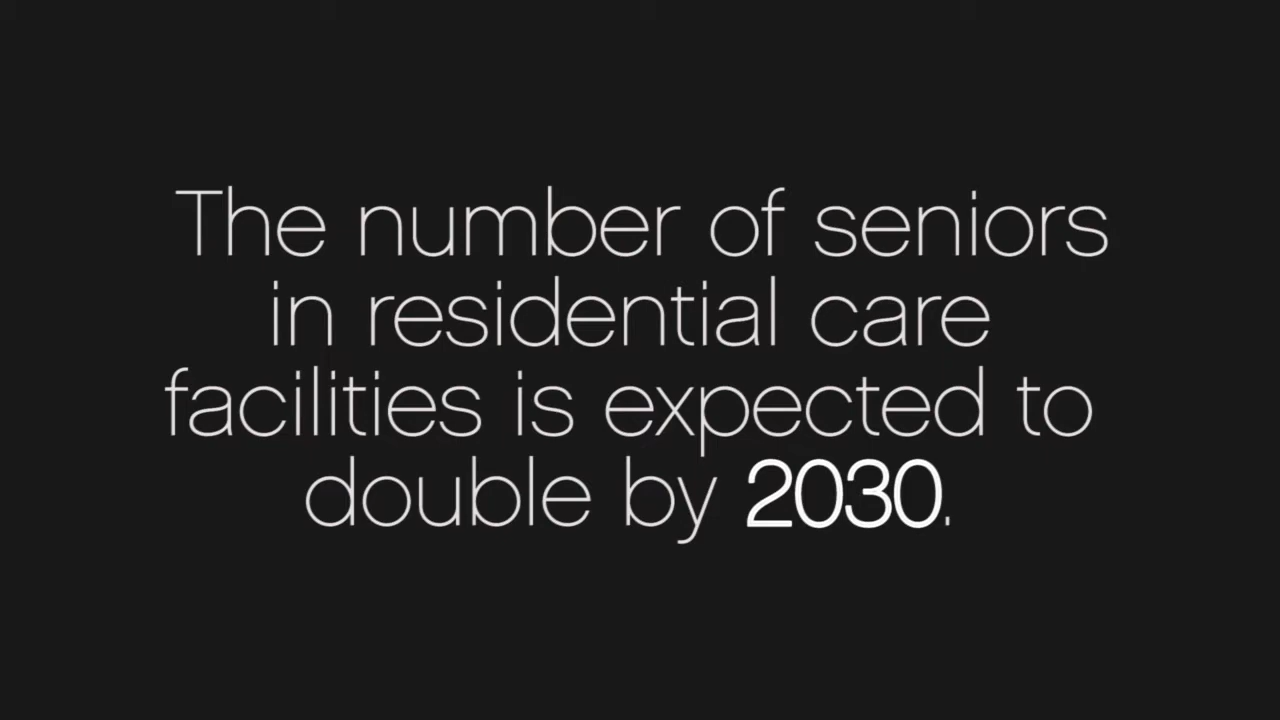 The number of seniors
in residential care
facilities is expected to
double by 2030.